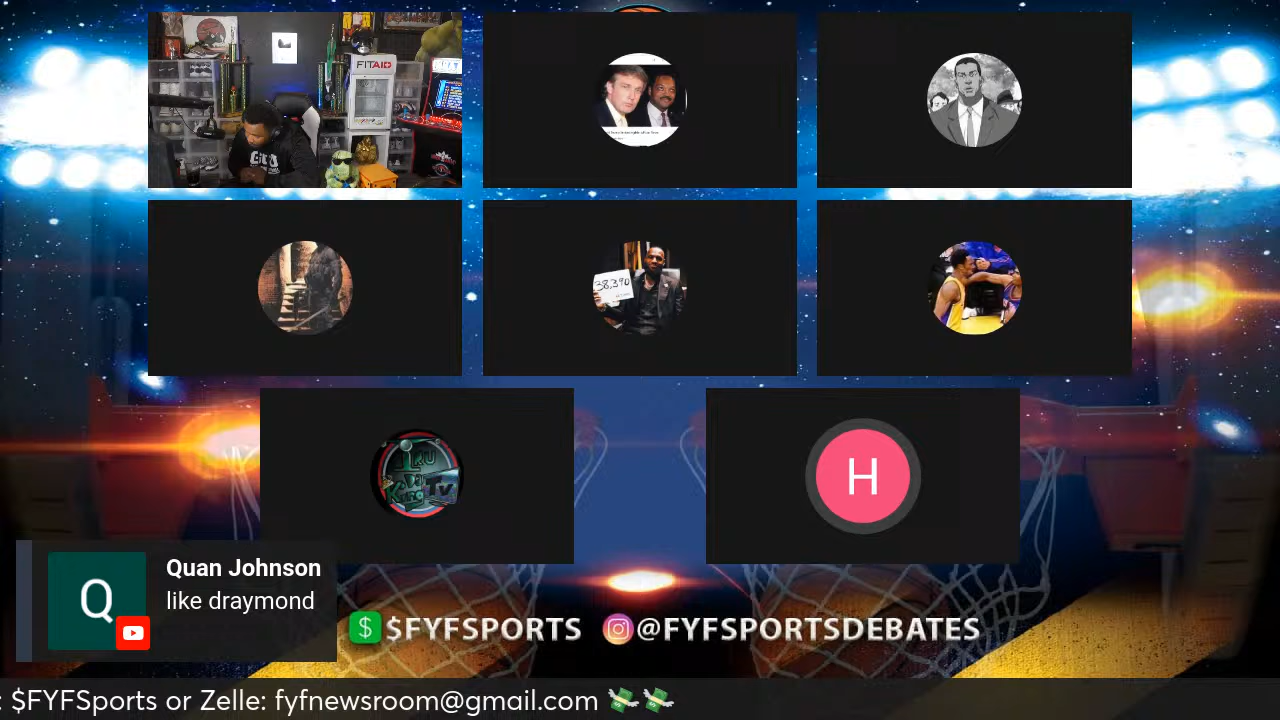 FITAID
38,390
H
Q
Quan Johnson
like draymond
$ $FYFSPORTS
@FYFSPORTSDEBATES
: $FYFSports or Zelle: fyfnewsroom@gmail.com 💸💸